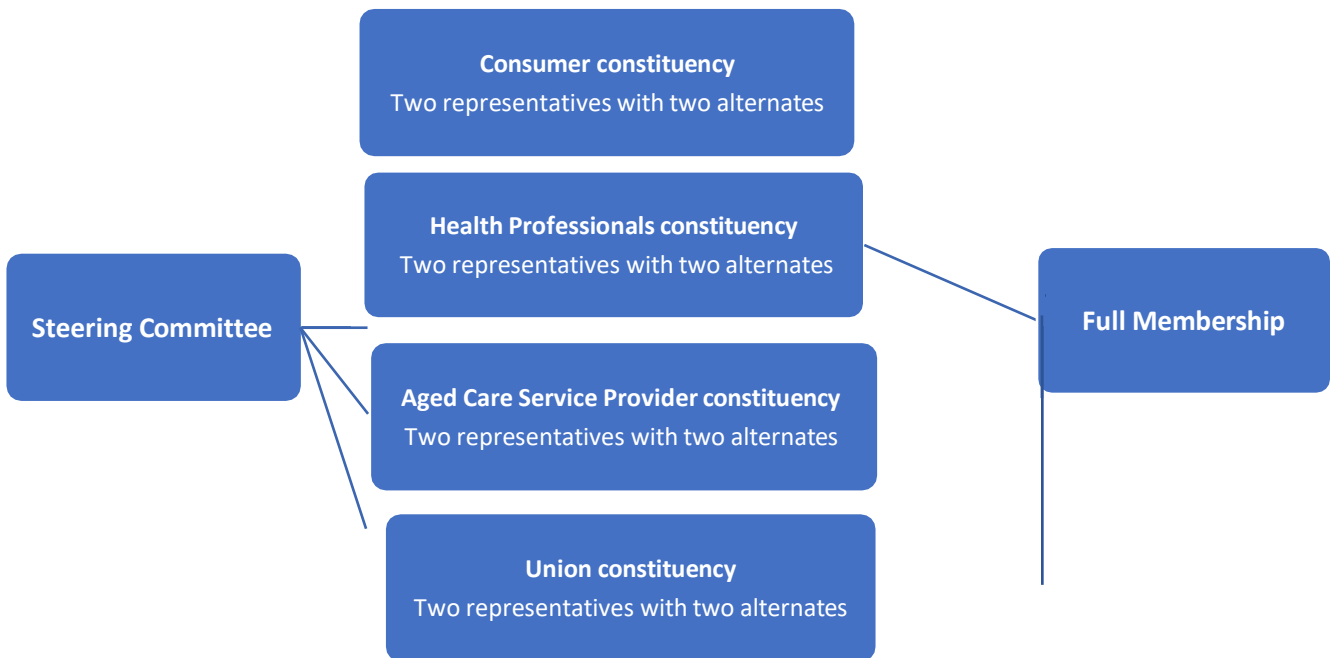 Consumer constituency
Two representatives with two alternates
Health Professionals constituency
Two representatives with two alternates
Steering Committee
Full Membership
Aged Care Service Provider constituency
Two representatives with two alternates
Union constituency
Two representatives with two alternates